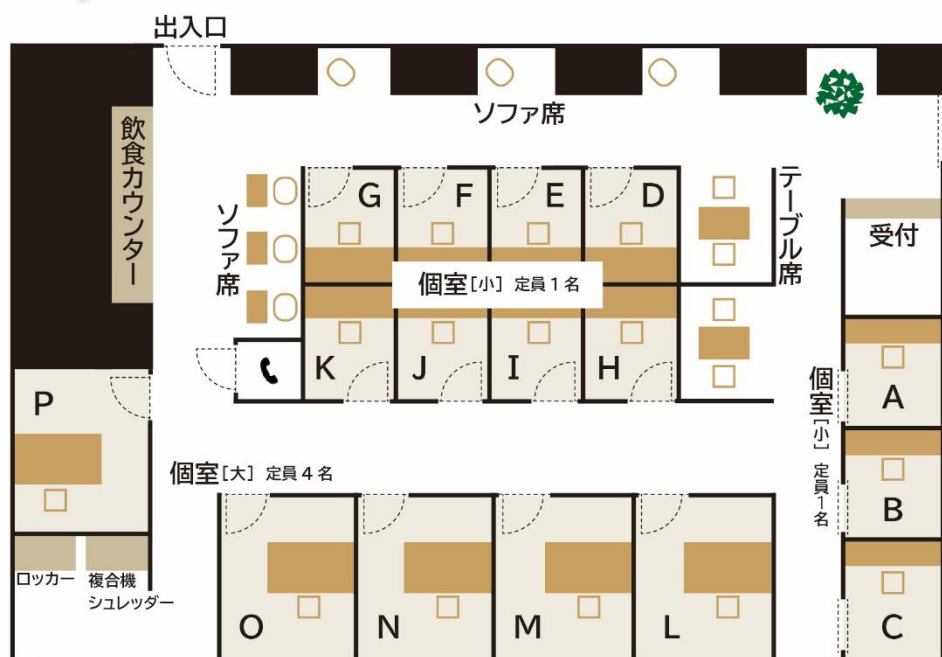 出入口
飲食カウンター
ソファ席
ソファ席
テーブル席
受付
G
F
E
D
個室[小] 定員1名
K
J
I
H
P
個室[小] 定員1名
A
B
C
個室[大] 定員4名
ロッカー
複合機
シュレッダー
O
N
M
L